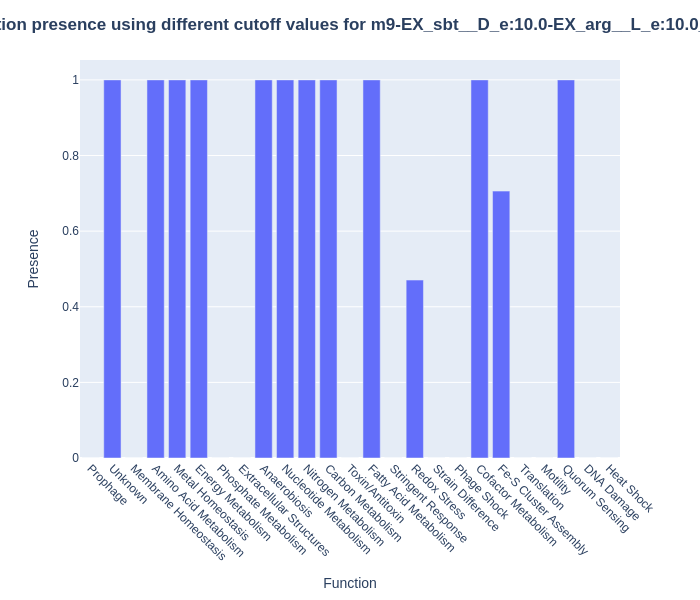 tion presence using different cutoff values for m9-EX_sbt__D_e:10.0-EX_arg__L_e:10.0_
1
0.8
0.6
0.4
0.2
0
Presence
Prophage
Unknown
Membrane Homeostasis
Amino Acid Metabolism
Metal Homeostasis
Energy Metabolism
Phosphate Metabolism
Extracellular Structures
Anaerobiosis
Nucleotide Metabolism
Nitrogen Metabolism
Carbon Metabolism
Toxin/Antitoxin
Fatty Acid Metabolism
Stringent Response
Redox Stress
Strain Difference
Phage Shock
Cofactor Metabolism
Fe-S Cluster Assembly
Translation
Motility
Quorum Sensing
DNA Damage
Heat Shock
Function